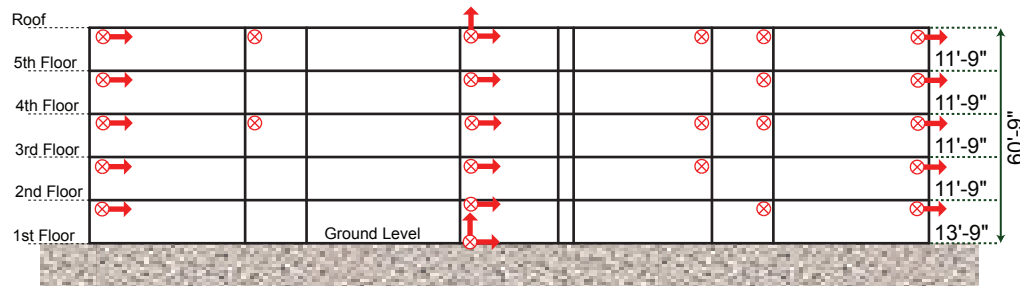 Roof
5th Floor
11'-9"
4th Floor
11'-9"
3rd Floor
11'-9"
2nd Floor
11'-9"
1st Floor
Ground Level
13'-9"
60'-9"